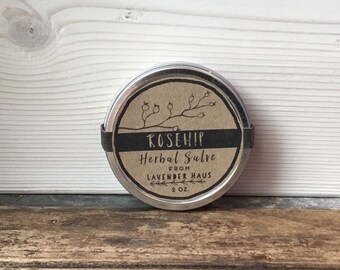 ROSEHIP
Herbal Salve
FROM
LAVENDER HAUS
2 OZ.